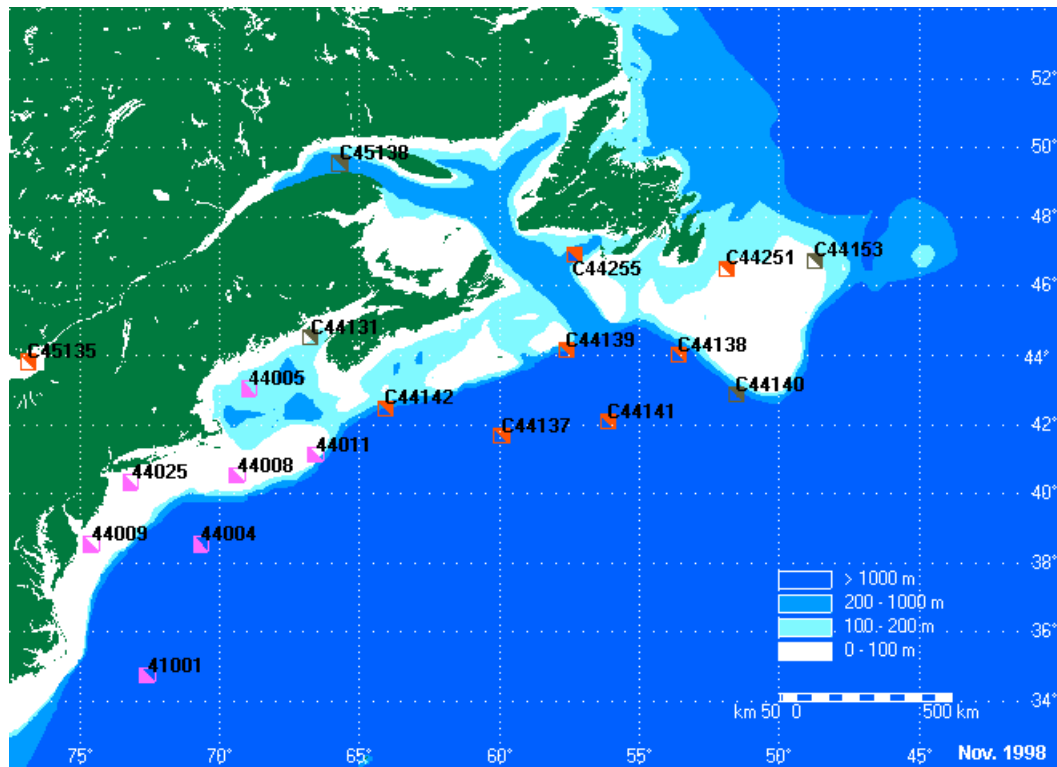 52°
50°
C45138
48°
C44153
C44251
C44255
46°
C44131
C44139
C44138
C45135
44°
44005
C44140
C44142
C44141
C44137
42°
44011
44008
44025
40°
44009
44004
38°
> 1000 m
200 - 1000 m
36°
100 - 200 m
0 - 100 m
41001
34°
km 50 0 500 km
75° 70° 65° 60° 55° 50° 45° Nov. 1998